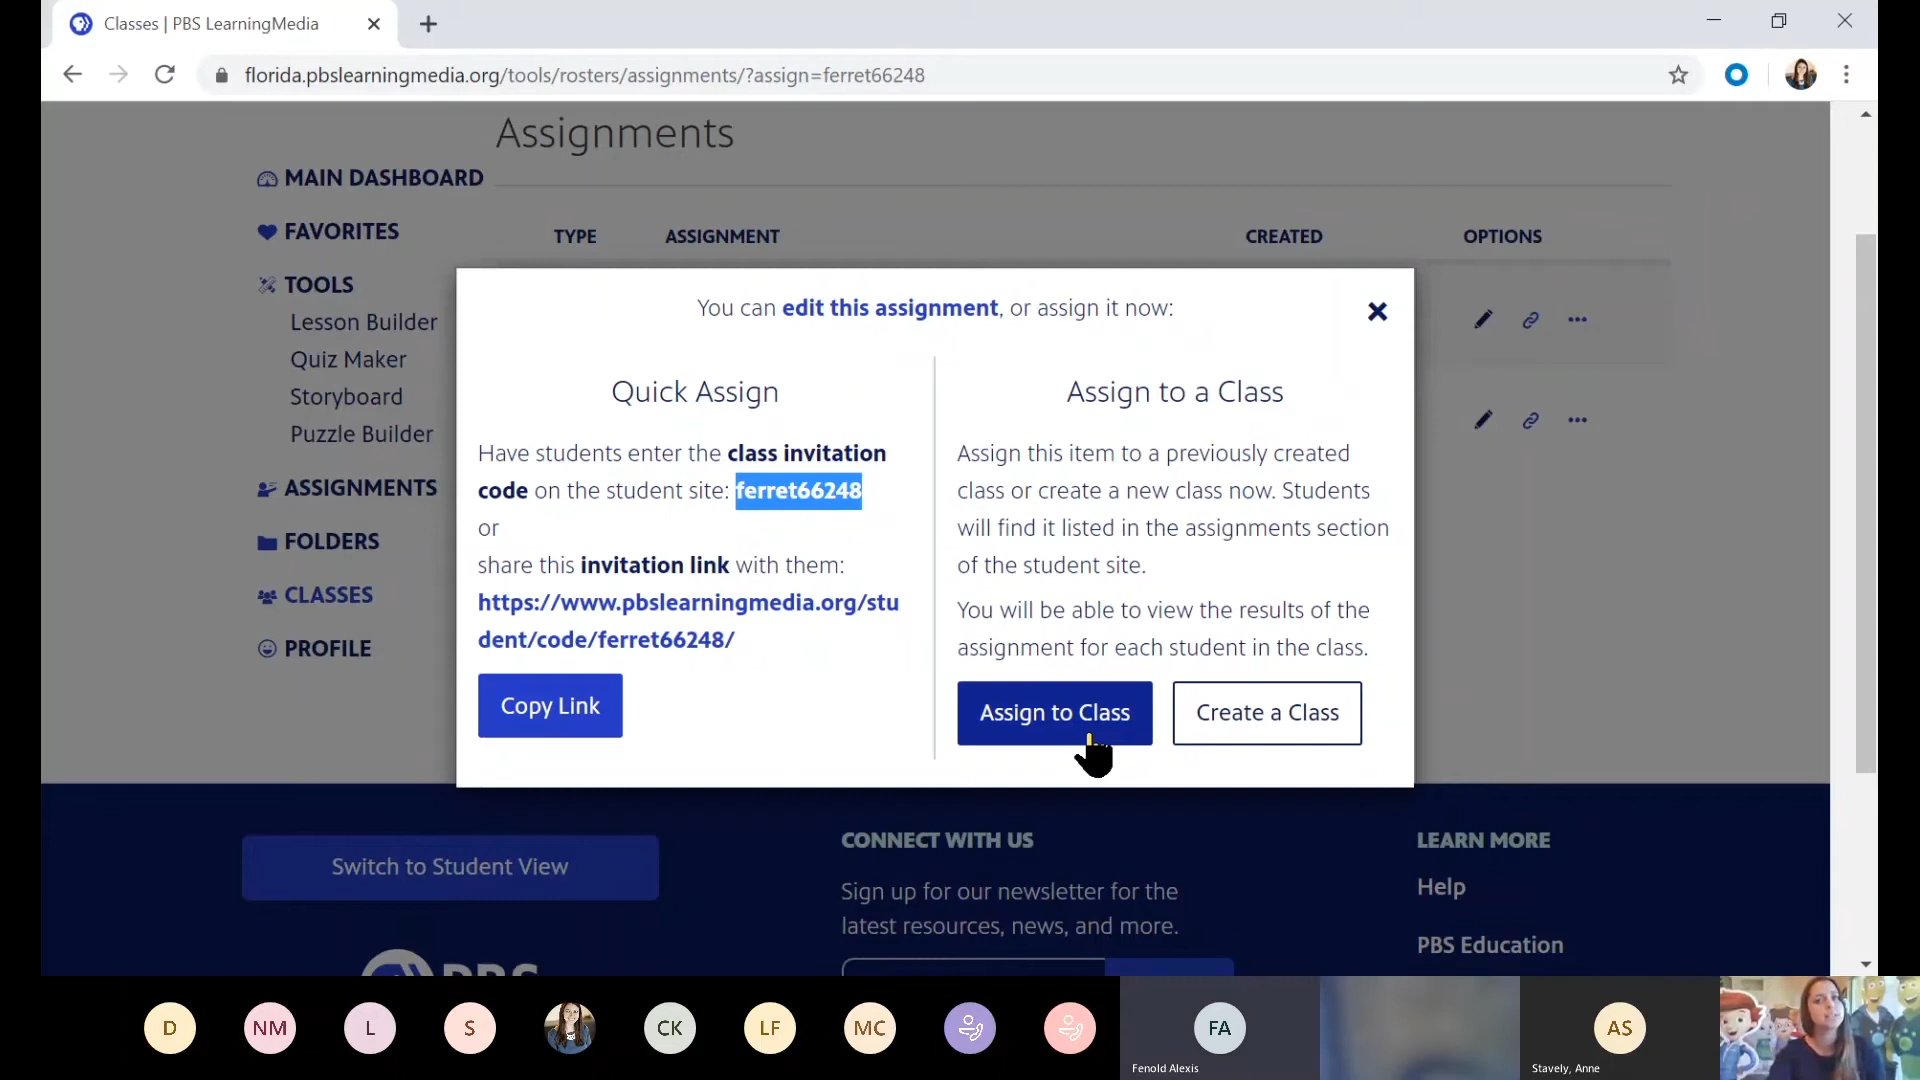 Classes | PBS LearningMedia
florida.pbslearningmedia.org/tools/rosters/assignments/?assign=ferret66248
Assignments
MAIN DASHBOARD
FAVORITES
TOOLS
Lesson Builder
Quiz Maker
Storyboard
Puzzle Builder
ASSIGNMENTS
FOLDERS
CLASSES
PROFILE
TYPE ASSIGNMENT CREATED OPTIONS
You can edit this assignment, or assign it now:
Quick Assign
Have students enter the class invitation
code on the student site: ferret66248
or
share this invitation link with them:
https://www.pbslearningmedia.org/stu
dent/code/ferret66248/
Copy Link
Assign to a Class
Assign this item to a previously created
class or create a new class now. Students
will find it listed in the assignments section
of the student site.
You will be able to view the results of the
assignment for each student in the class.
Assign to Class
Create a Class
Switch to Student View
PBS
CONNECT WITH US
Sign up for our newsletter for the
latest resources, news, and more.
LEARN MORE
Help
PBS Education
D NM L S CK LF MC FA AS
Fenold Alexis
Stavely, Anne